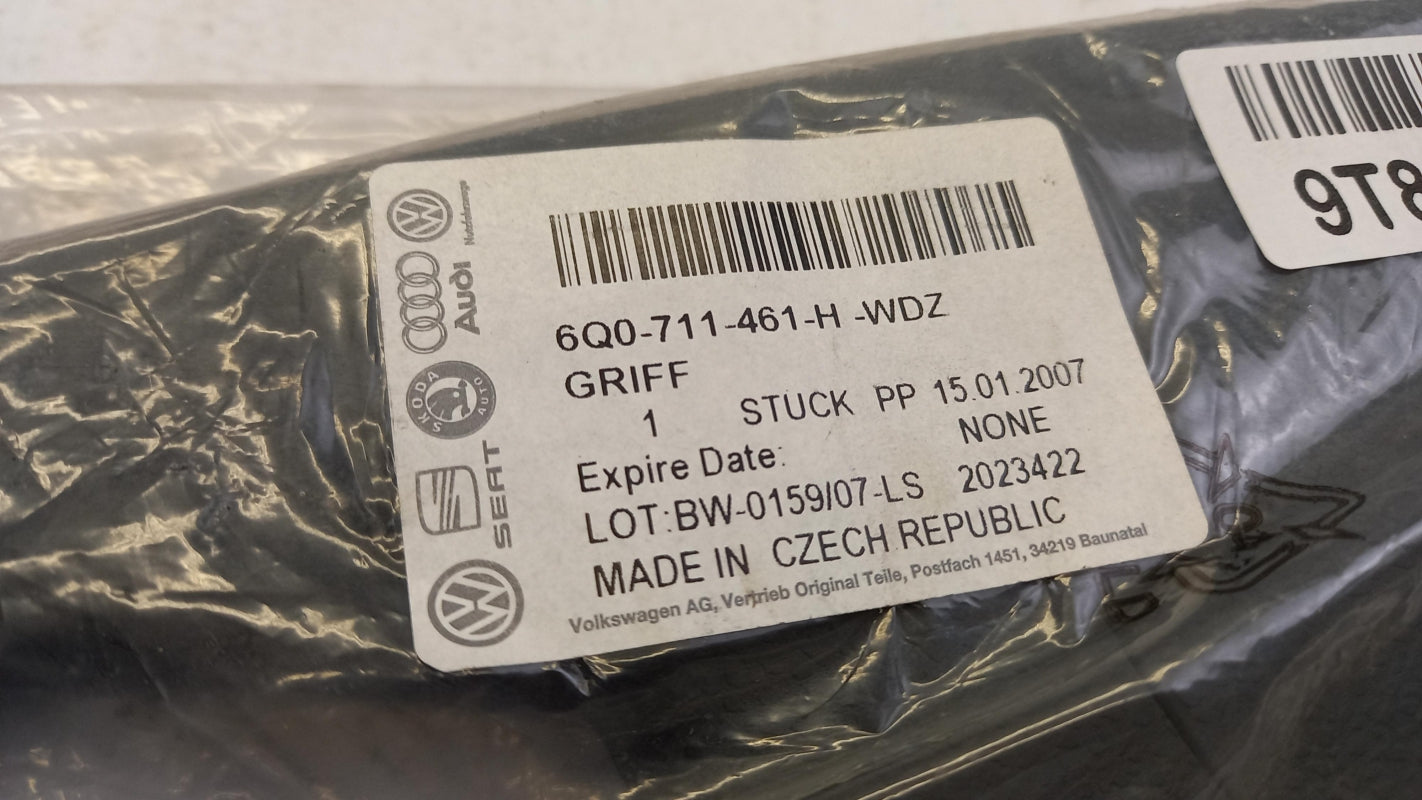 Nutzfahrzeuge
Audi
SKODA AUTO
SEAT
6Q0-711-461-H -WDZ
GRIFF
1 STUCK PP 15.01.2007
Expire Date: NONE
LOT:BW-0159/07-LS 2023422
MADE IN CZECH REPUBLIC
Volkswagen AG, Vertrieb Original Teile, Postfach 1451, 34219 Baunatal
9T8